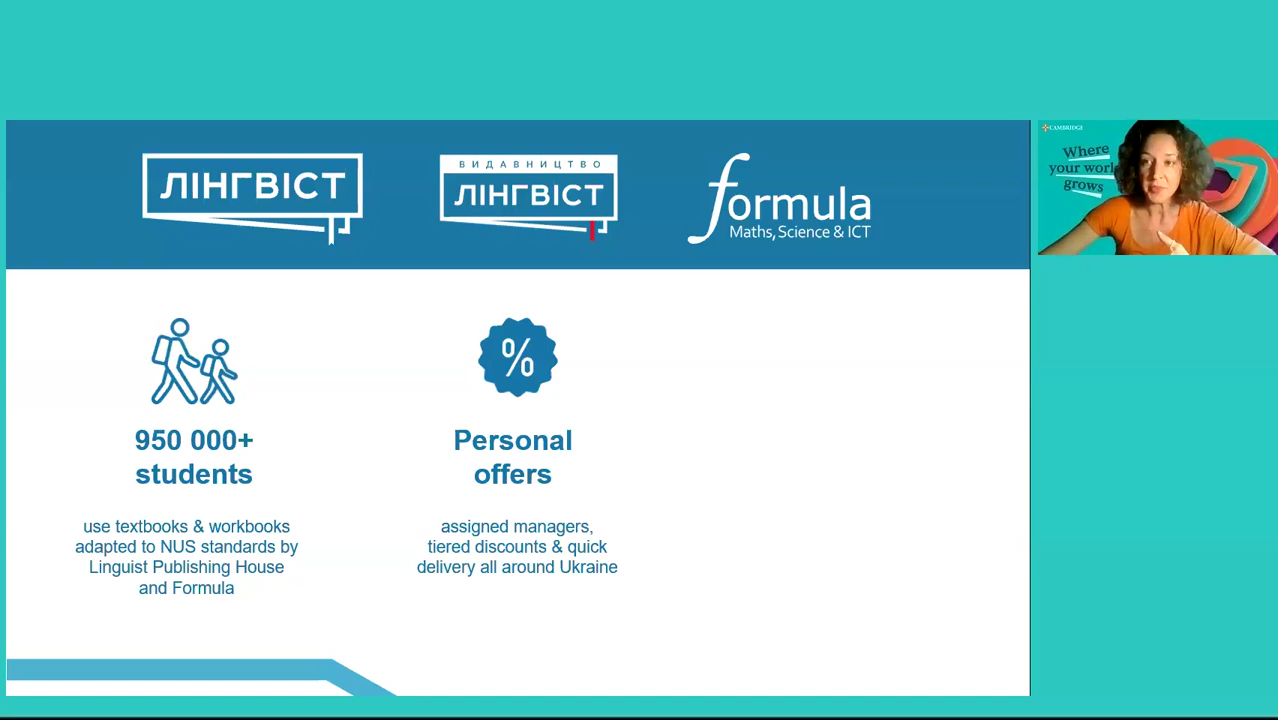 ЛІНГВІСТ
ВИДАВНИЦТВО
ЛІНГВІСТ
formula
Maths, Science & ICT
CAMBRIDGE
Where
your worl
grows
%
950 000+
students
use textbooks & workbooks
adapted to NUS standards by
Linguist Publishing House
and Formula
Personal
offers
assigned managers,
tiered discounts & quick
delivery all around Ukraine